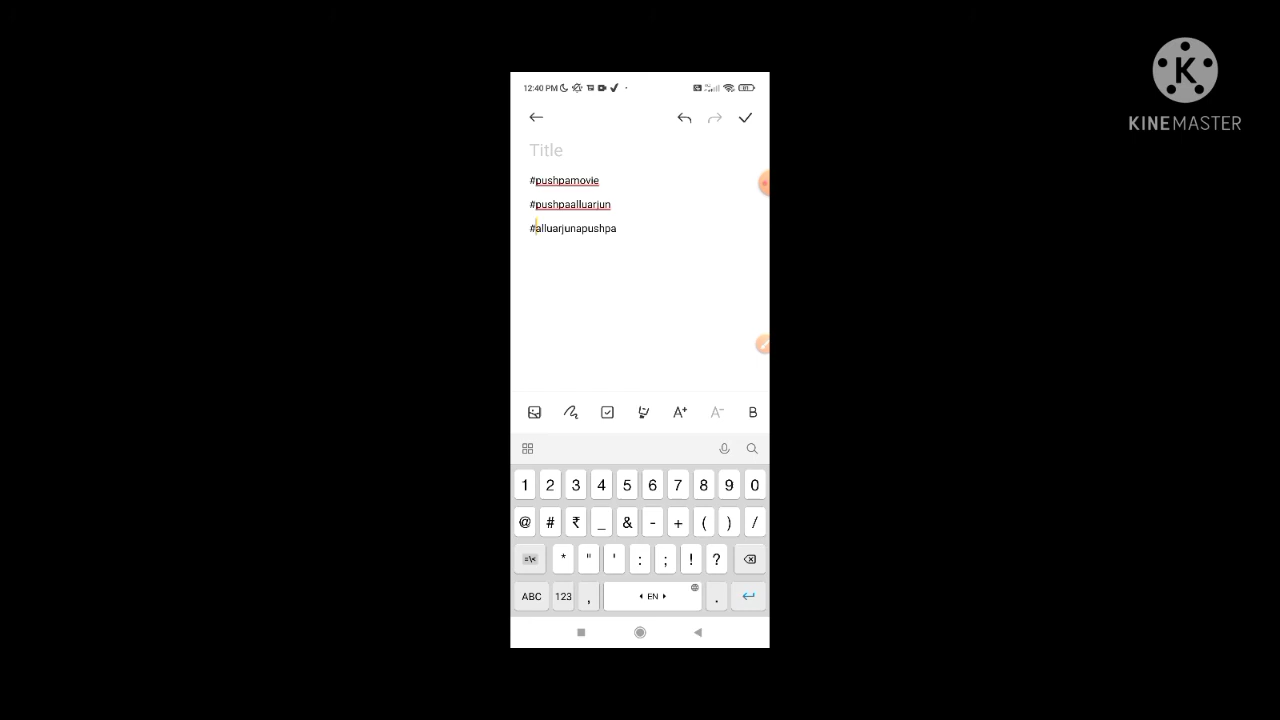 12:40 PM
KINEMASTER
Title
#pushpamovie
#pushpaalluarjun
#alluarjunapushpa
A+ A- B
1 2 3 4 5 6 7 8 9 0
@ # ₹ _ & - + ( ) /
=\< * " ' : ; ! ?
ABC 123 , EN .